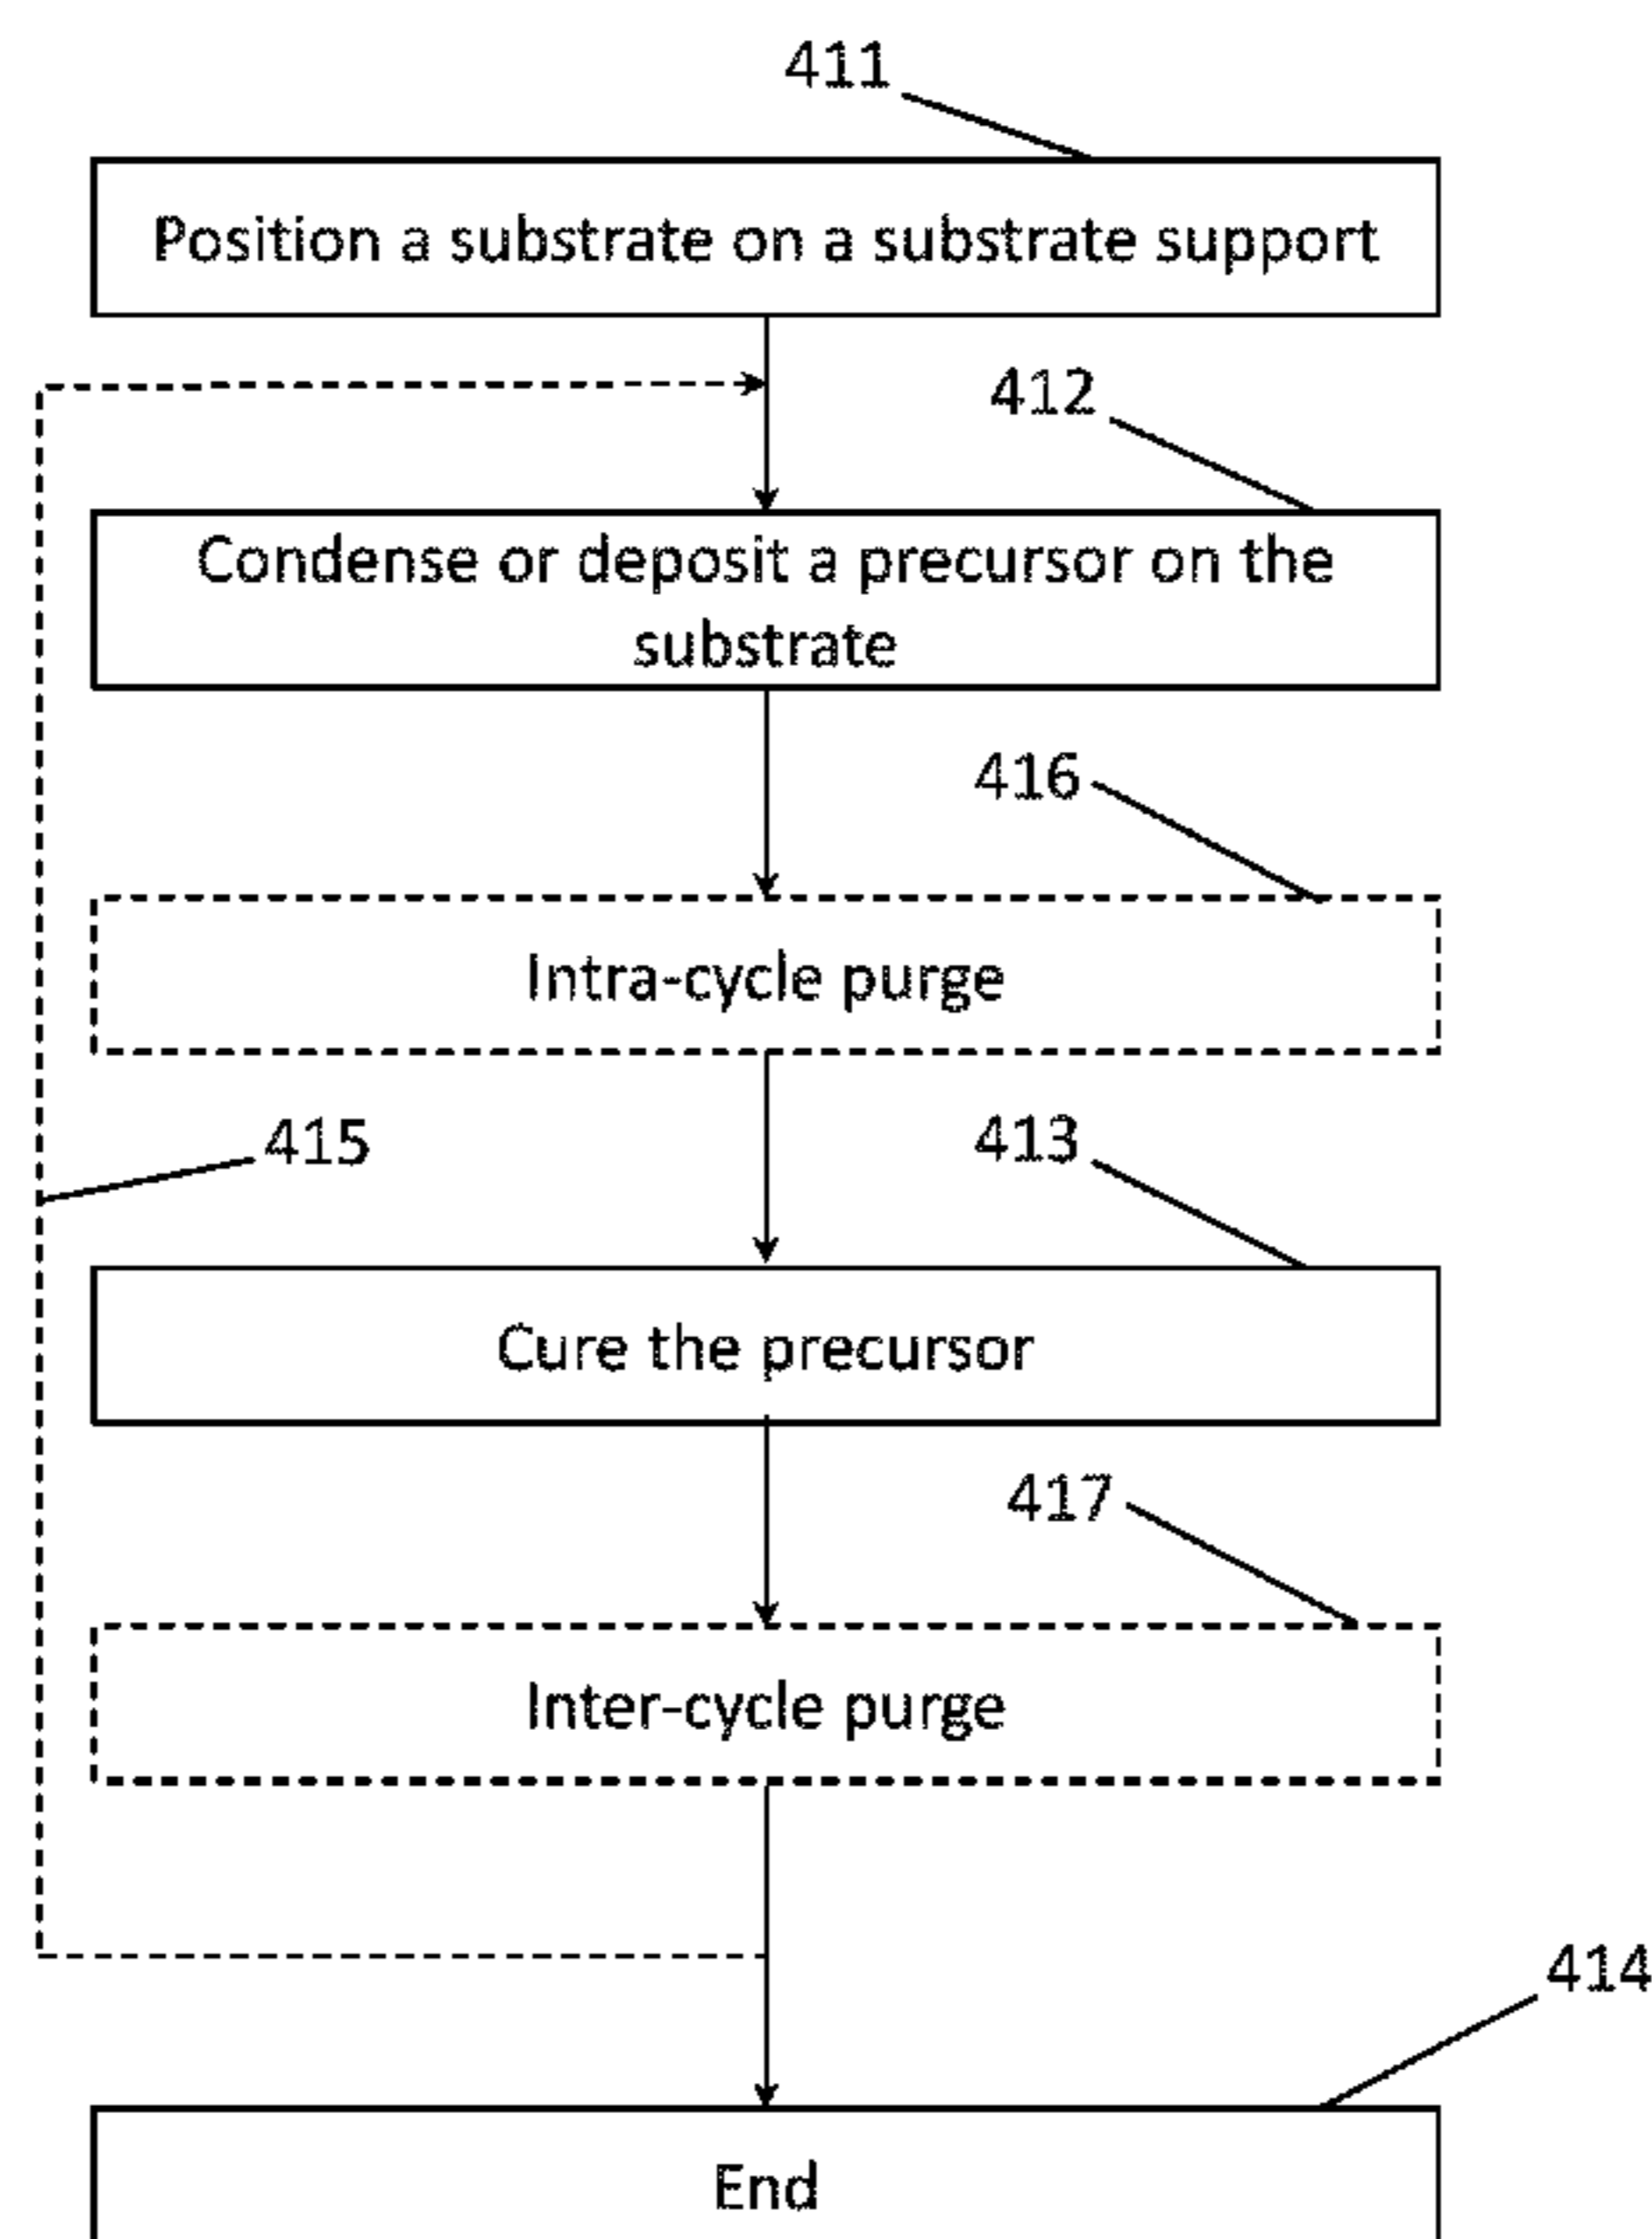 411
Position a substrate on a substrate support
412
Condense or deposit a precursor on the
substrate
416
Intra-cycle purge
415
413
Cure the precursor
417
Inter-cycle purge
414
End